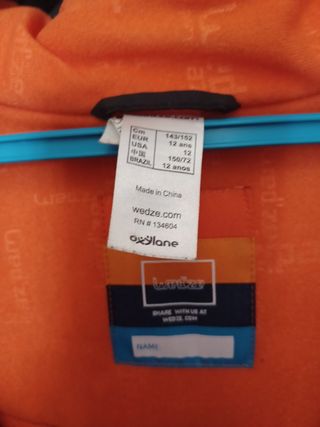 Cm 143/152
EUR 12 ans
USA 12
中国 150/72
BRAZIL 12 anos
Made in China
wedze.com
RN # 134604
oxylane
wedze
SHARE WITH US AT
WEDZE.COM
NAME